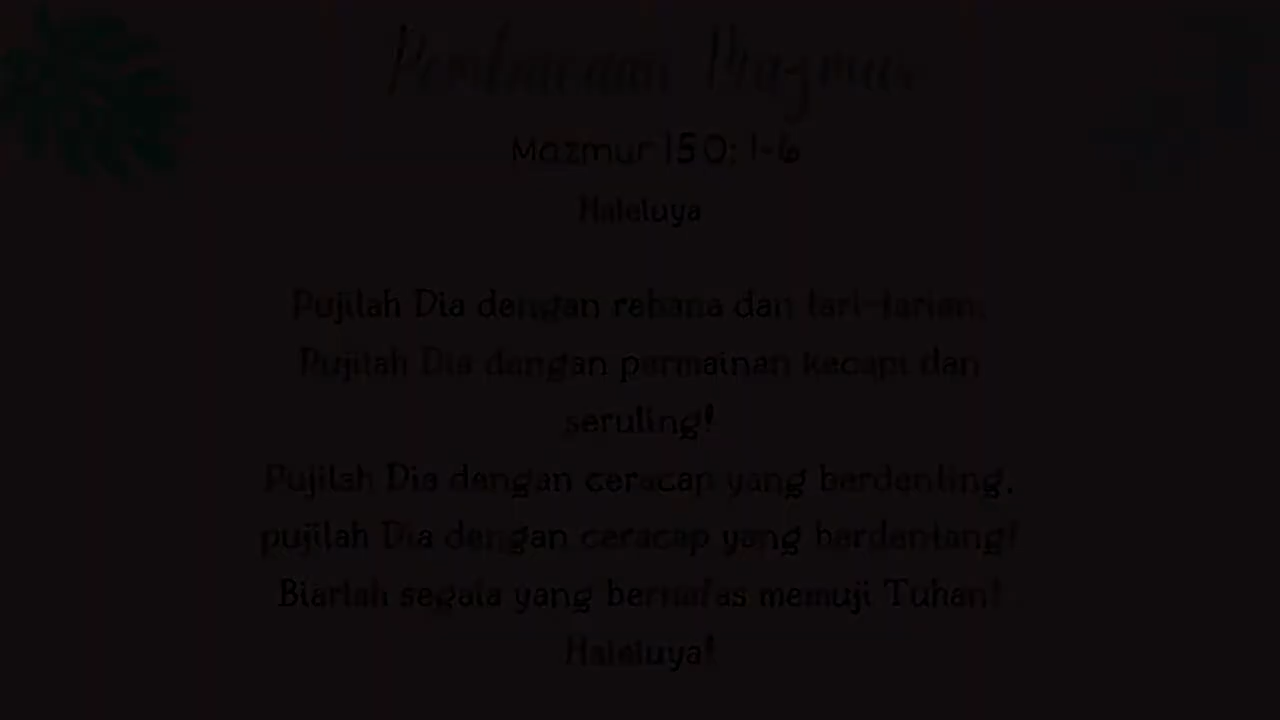 Pembacaan Mazmur
Mazmur 150: 1-6
Haleluya
Pujilah Dia dengan rebana dan tari-tarian,
Pujilah Dia dengan permainan kecapi dan
seruling!
Pujilah Dia dengan ceracap yang berdenting,
pujilah Dia dengan ceracap yang berdentang!
Biarlah segala yang bernafas memuji Tuhan!
Haleluya!